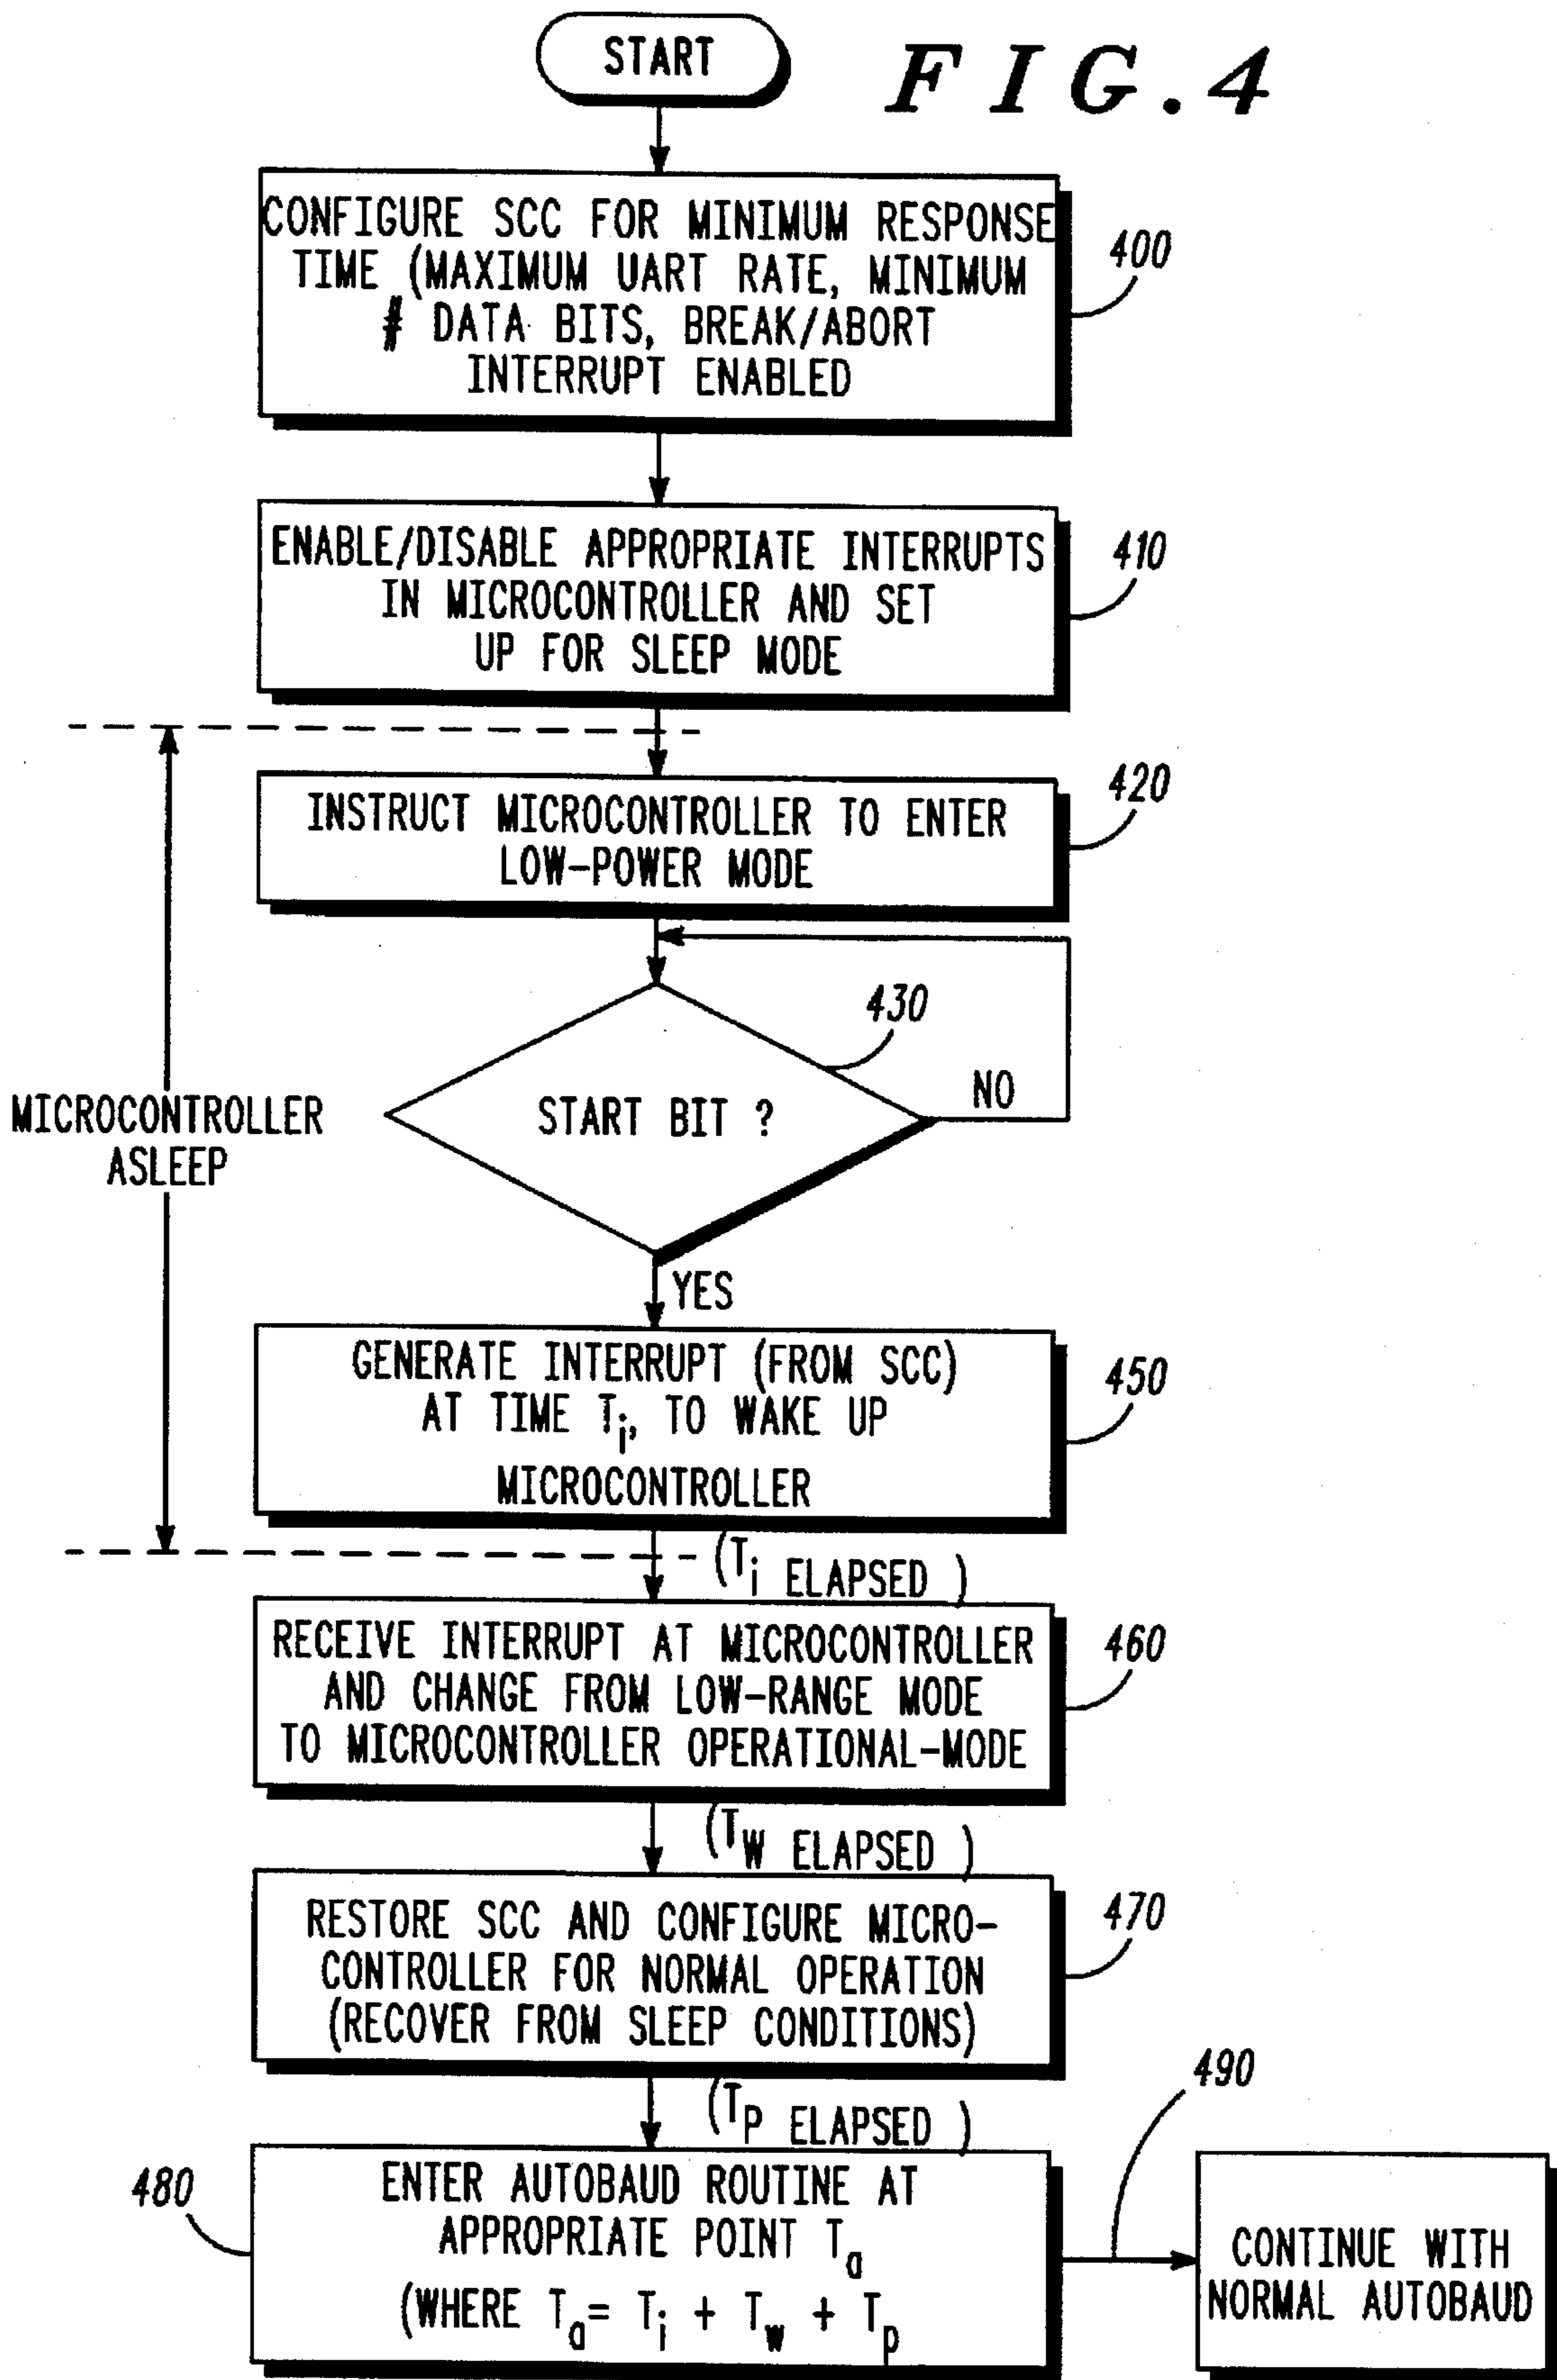 START
FIG.4
CONFIGURE SCC FOR MINIMUM RESPONSE
TIME (MAXIMUM UART RATE, MINIMUM
# DATA BITS, BREAK/ABORT
INTERRUPT ENABLED
400
ENABLE/DISABLE APPROPRIATE INTERRUPTS
IN MICROCONTROLLER AND SET
UP FOR SLEEP MODE
410
INSTRUCT MICROCONTROLLER TO ENTER
LOW-POWER MODE
420
430
START BIT ?
NO
MICROCONTROLLER
ASLEEP
YES
GENERATE INTERRUPT (FROM SCC)
AT TIME Ti, TO WAKE UP
MICROCONTROLLER
450
(Ti ELAPSED )
RECEIVE INTERRUPT AT MICROCONTROLLER
AND CHANGE FROM LOW-RANGE MODE
TO MICROCONTROLLER OPERATIONAL-MODE
460
(TW ELAPSED )
RESTORE SCC AND CONFIGURE MICRO-
CONTROLLER FOR NORMAL OPERATION
(RECOVER FROM SLEEP CONDITIONS)
470
(TP ELAPSED )
490
480
ENTER AUTOBAUD ROUTINE AT
APPROPRIATE POINT Ta
(WHERE Ta= Ti + Tw + Tp
CONTINUE WITH
NORMAL AUTOBAUD